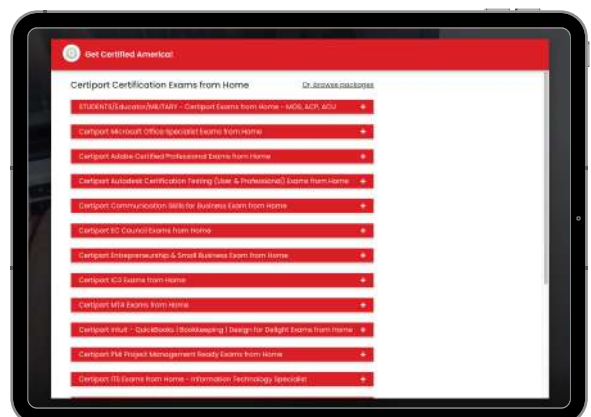 Get Certified America!
Certiport Certification Exams from Home
Or browse packages
STUDENTS/Educator/MILITARY - Certiport Exams from Home - MOS, ACP, ACU +
Certiport Microsoft Office Specialist Exams from Home +
Certiport Adobe Certified Professional Exams from Home +
Certiport Autodesk Certification Testing (User & Professional) Exams from Home +
Certiport Communication Skills for Business Exam from Home +
Certiport EC Council Exams from Home +
Certiport Entrepreneurship & Small Business Exam from Home +
Certiport IC3 Exams from Home +
Certiport MTA Exams from Home +
Certiport Intuit - QuickBooks | Bookkeeping | Design for Delight Exams from Home +
Certiport PMI Project Management Ready Exams from Home +
Certiport ITS Exams from Home - Information Technology Specialist +